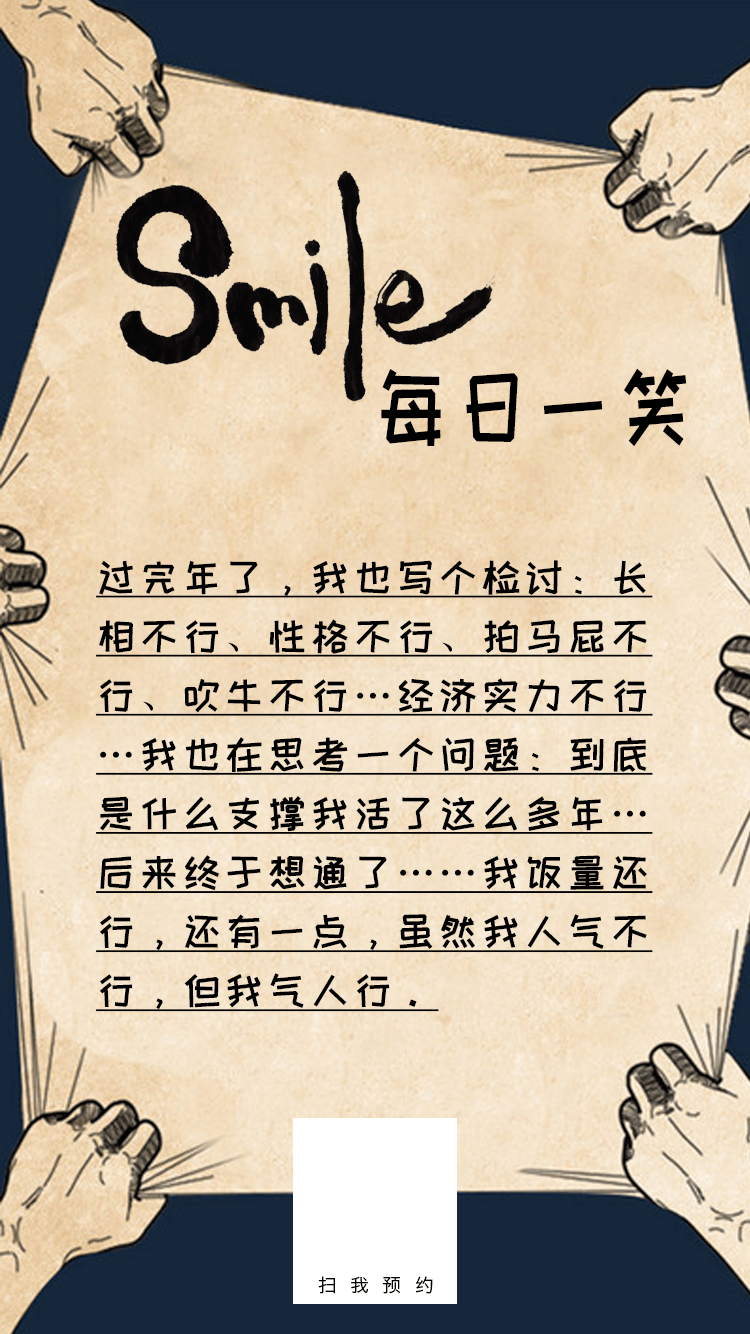 Smile
每日一笑
过完年了，我也写个检讨：长
相不行、性格不行、拍马屁不
行、吹牛不行…经济实力不行
…我也在思考一个问题：到底
是什么支撑我活了这么多年…
后来终于想通了……我饭量还
行，还有一点，虽然我人气不
行，但我气人行。
扫我预约